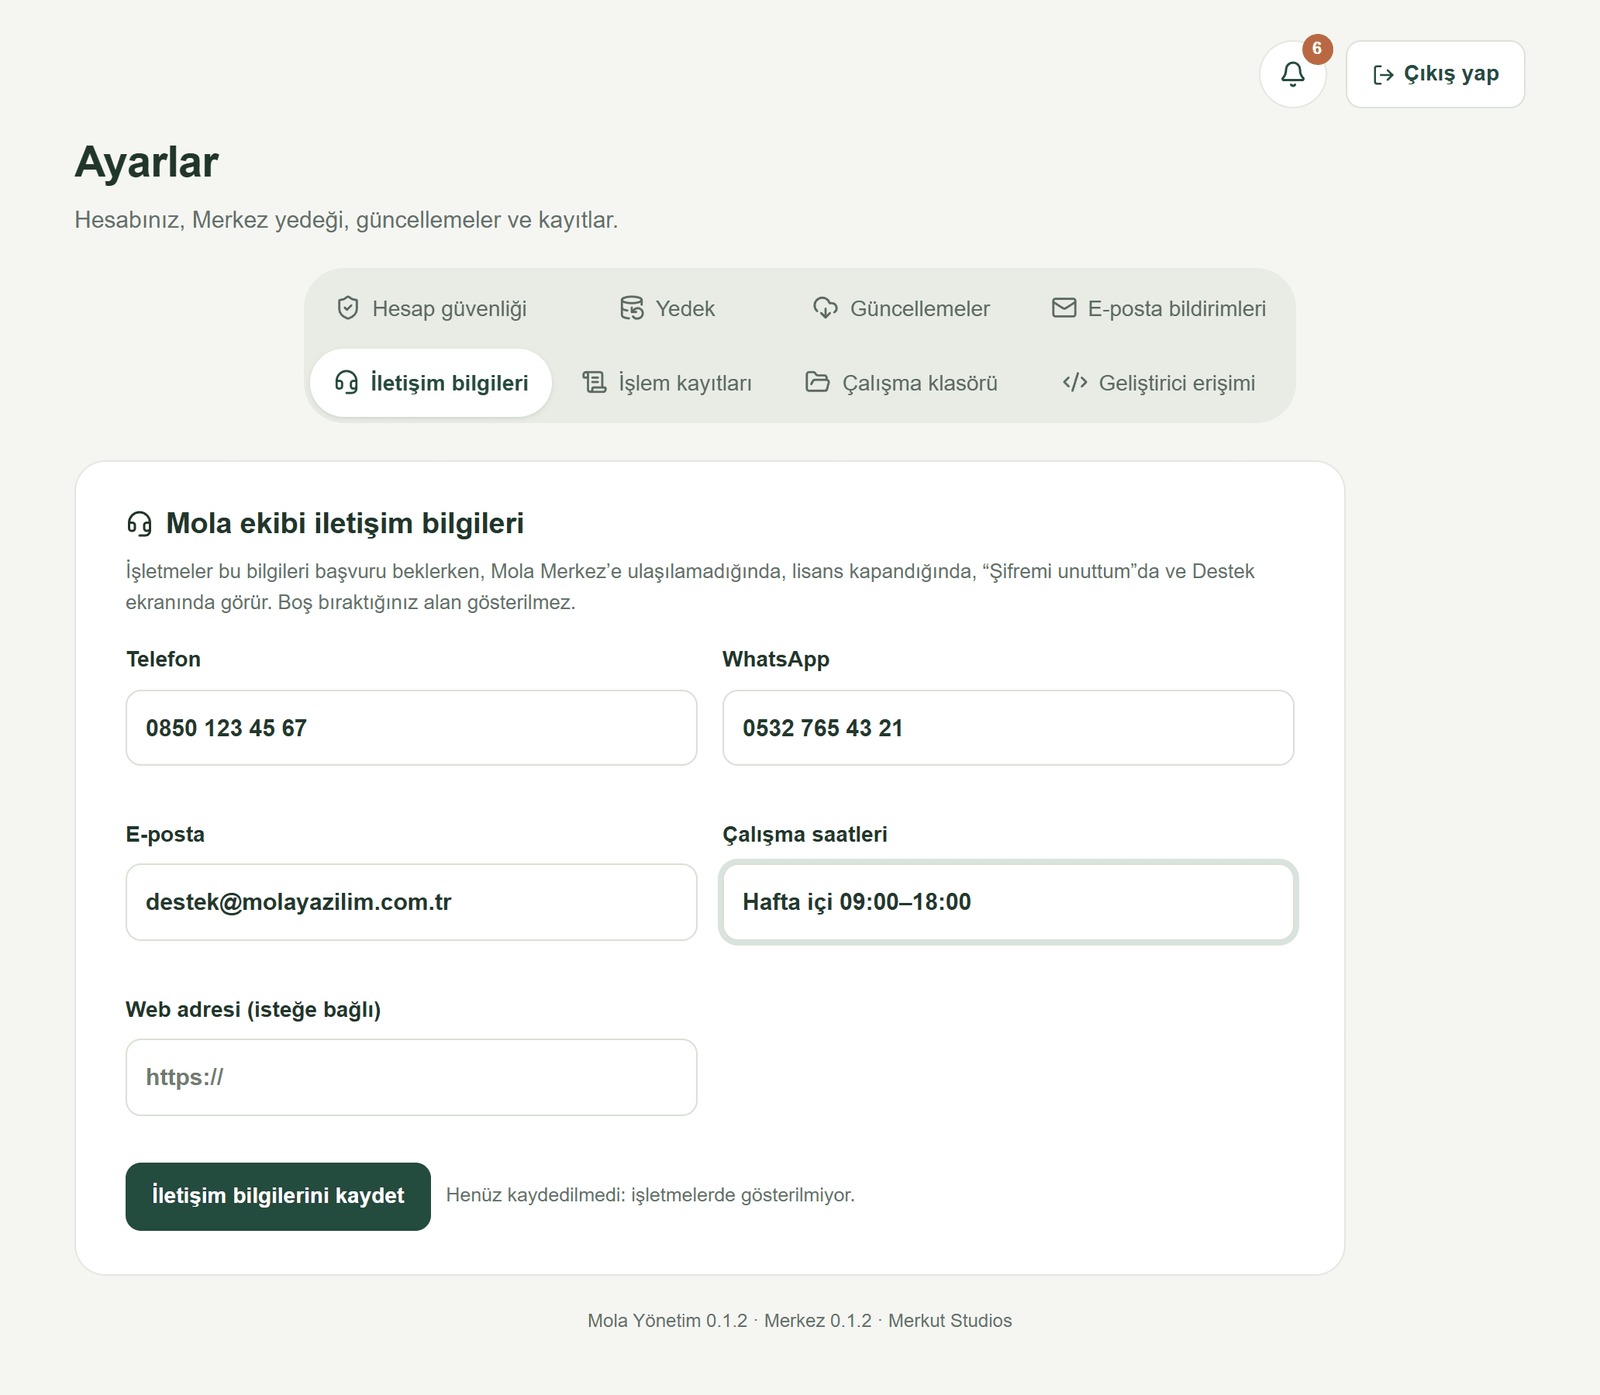 6
Çıkış yap
Ayarlar
Hesabınız, Merkez yedeği, güncellemeler ve kayıtlar.
Hesap güvenliği
Yedek
Güncellemeler
E-posta bildirimleri
İletişim bilgileri
İşlem kayıtları
Çalışma klasörü
Geliştirici erişimi
Mola ekibi iletişim bilgileri
İşletmeler bu bilgileri başvuru beklerken, Mola Merkez’e ulaşılamadığında, lisans kapandığında, “Şifremi unuttum”da ve Destek
ekranında görür. Boş bıraktığınız alan gösterilmez.
Telefon
WhatsApp
0850 123 45 67
0532 765 43 21
E-posta
Çalışma saatleri
destek@molayazilim.com.tr
Hafta içi 09:00–18:00
Web adresi (isteğe bağlı)
https://
İletişim bilgilerini kaydet
Henüz kaydedilmedi: işletmelerde gösterilmiyor.
Mola Yönetim 0.1.2 · Merkez 0.1.2 · Merkut Studios